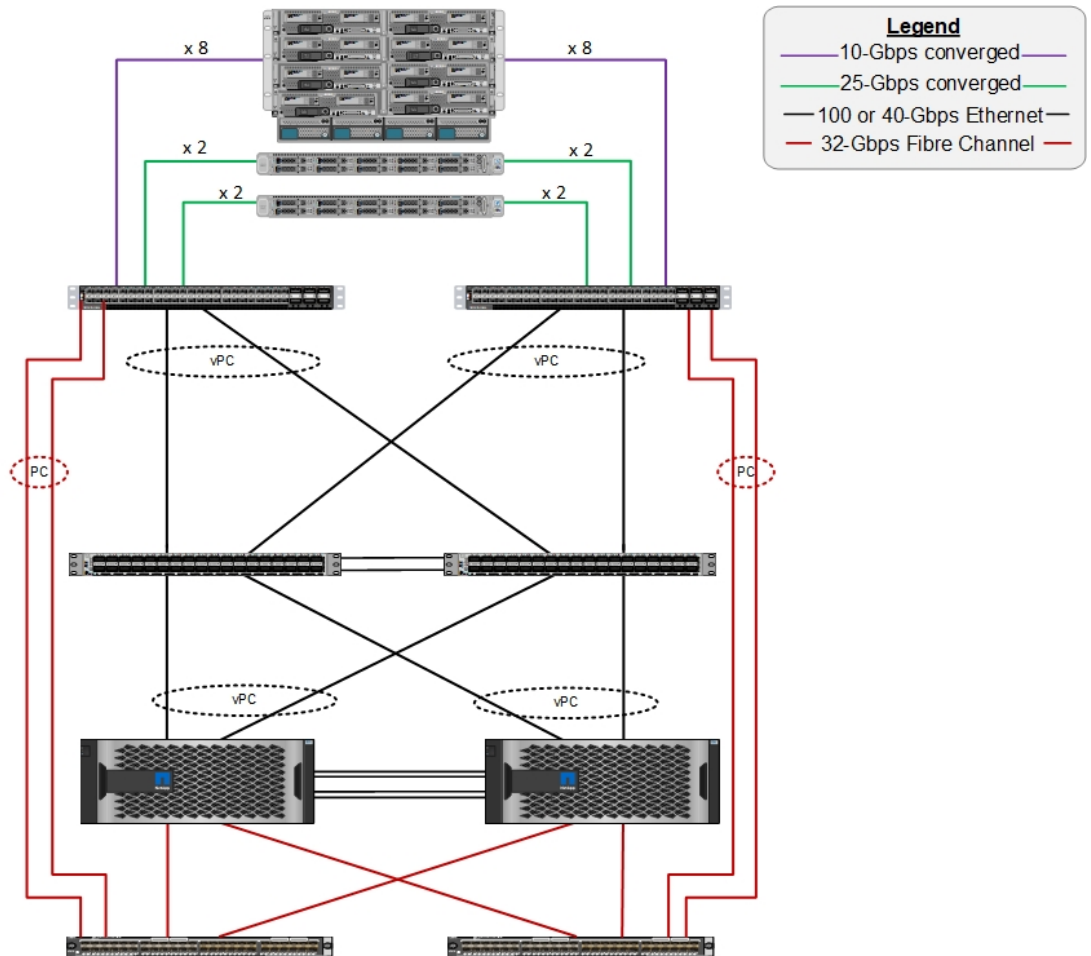 Legend
10-Gbps converged
25-Gbps converged
100 or 40-Gbps Ethernet
32-Gbps Fibre Channel
x 8
x 8
x 2
x 2
x 2
x 2
vPC
vPC
PC
PC
vPC
vPC